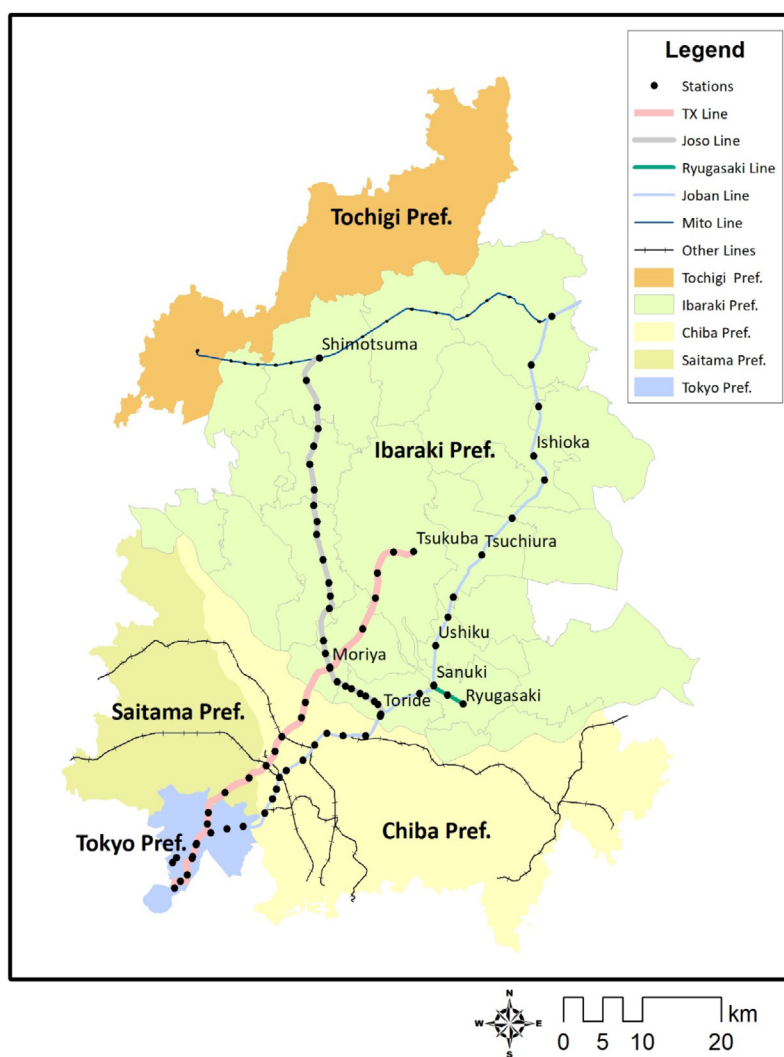 Legend
Stations
TX Line
Joso Line
Ryugasaki Line
Joban Line
Mito Line
Other Lines
Tochigi  Pref.
Ibaraki Pref.
Chiba Pref.
Saitama Pref.
Tokyo Pref.
Tochigi Pref.
Shimotsuma
Ibaraki Pref.
Ishioka
Tsukuba
Tsuchiura
Ushiku
Moriya
Sanuki
Toride
Ryugasaki
Saitama Pref.
Chiba Pref.
Tokyo Pref.
N
W E
S
km
0 5 10 20